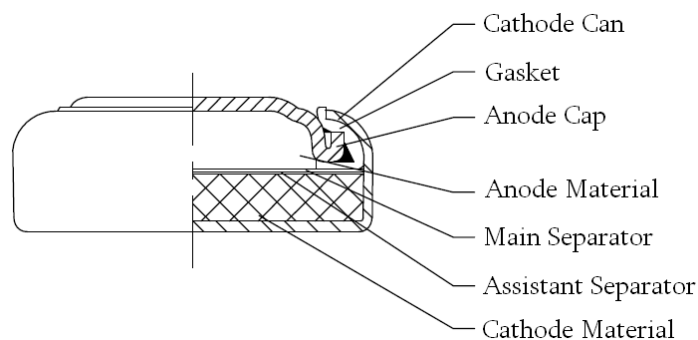 Cathode Can
Gasket
Anode Cap
Anode Material
Main Separator
Assistant Separator
Cathode Material